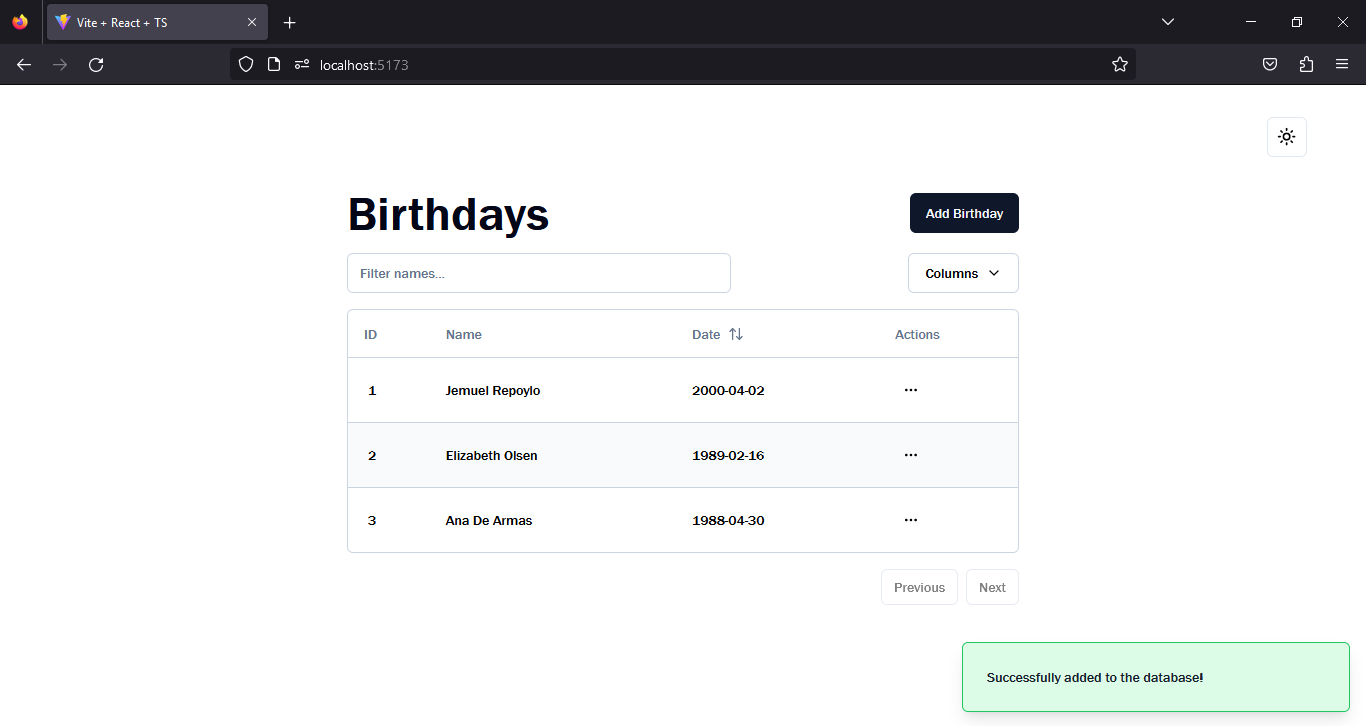 Vite + React + TS
localhost:5173
Birthdays
Add Birthday
Filter names...
Columns
ID Name Date Actions
1 Jemuel Repoylo 2000-04-02 ...
2 Elizabeth Olsen 1989-02-16 ...
3 Ana De Armas 1988-04-30 ...
Previous Next
Successfully added to the database!